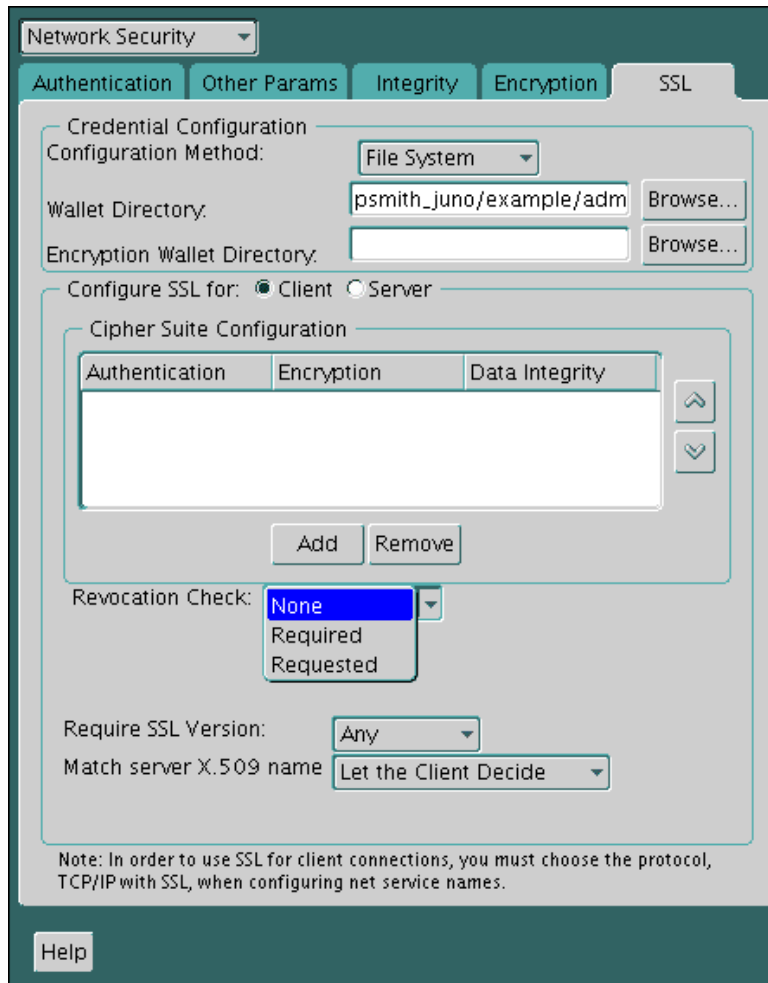 Network Security
Authentication Other Params Integrity Encryption SSL
Credential Configuration
Configuration Method: File System
Wallet Directory: psmith_juno/example/adm Browse...
Encryption Wallet Directory: Browse...
Configure SSL for: Client Server
Cipher Suite Configuration
Authentication Encryption Data Integrity
Add Remove
Revocation Check: None
Required
Requested
Require SSL Version: Any
Match server X.509 name Let the Client Decide
Note: In order to use SSL for client connections, you must choose the protocol,
TCP/IP with SSL, when configuring net service names.
Help